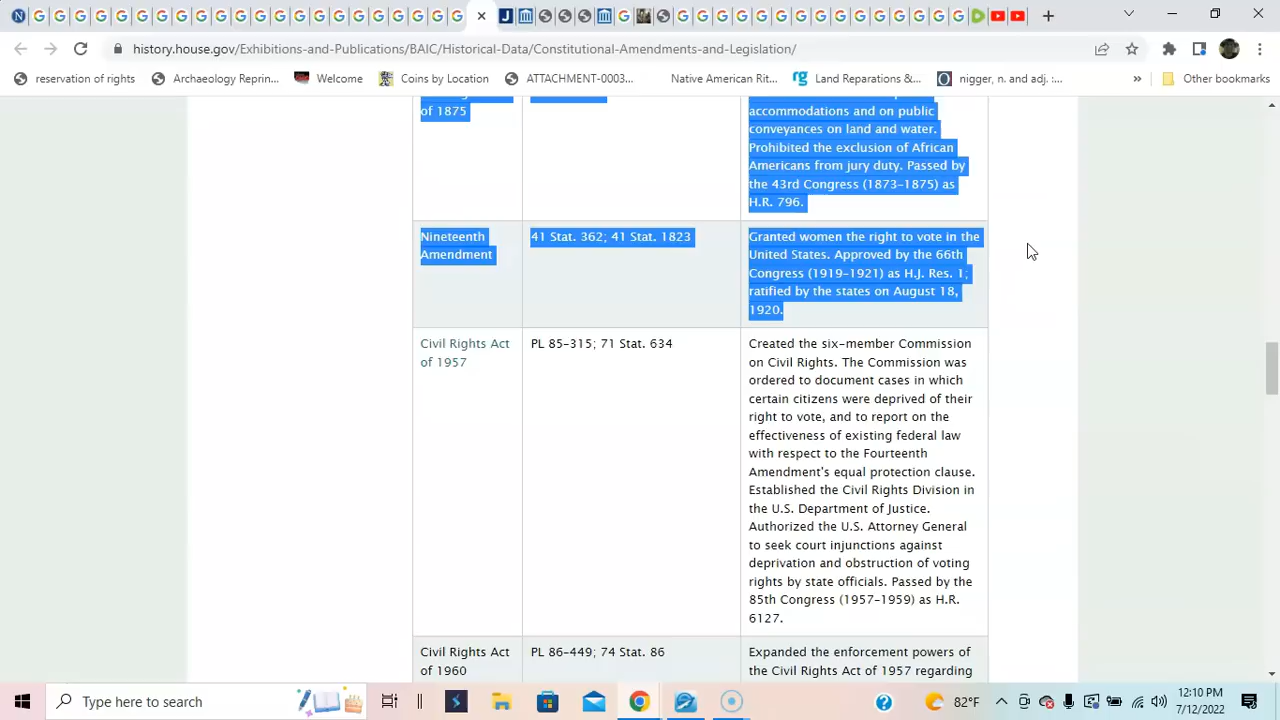 history.house.gov/Exhibitions-and-Publications/BAIC/Historical-Data/Constitutional-Amendments-and-Legislation/
reservation of rights
Archaeology Reprin...
Welcome
Coins by Location
ATTACHMENT-0003...
Native American Rit...
Land Reparations &...
nigger, n. and adj. :...
»
Other bookmarks
of 1875
accommodations and on public
conveyances on land and water.
Prohibited the exclusion of African
Americans from jury duty. Passed by
the 43rd Congress (1873–1875) as
H.R. 796.
Nineteenth
Amendment
41 Stat. 362; 41 Stat. 1823
Granted women the right to vote in the
United States. Approved by the 66th
Congress (1919–1921) as H.J. Res. 1;
ratified by the states on August 18,
1920.
Civil Rights Act
of 1957
PL 85-315; 71 Stat. 634
Created the six-member Commission
on Civil Rights. The Commission was
ordered to document cases in which
certain citizens were deprived of their
right to vote, and to report on the
effectiveness of existing federal law
with respect to the Fourteenth
Amendment's equal protection clause.
Established the Civil Rights Division in
the U.S. Department of Justice.
Authorized the U.S. Attorney General
to seek court injunctions against
deprivation and obstruction of voting
rights by state officials. Passed by the
85th Congress (1957–1959) as H.R.
6127.
Civil Rights Act
of 1960
PL 86-449; 74 Stat. 86
Expanded the enforcement powers of
the Civil Rights Act of 1957 regarding
Type here to search
82°F
12:10 PM
7/12/2022